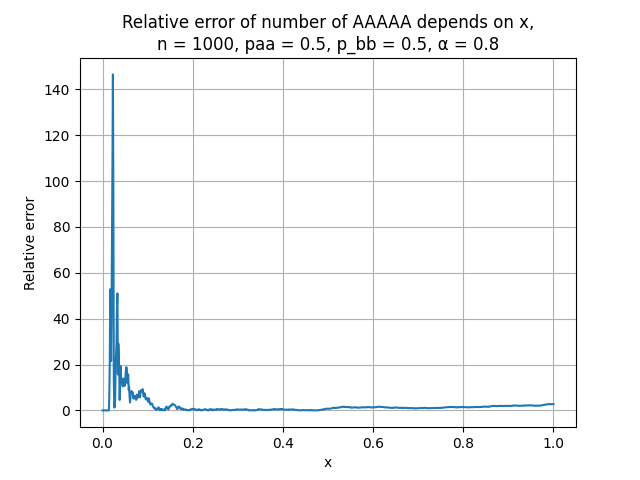 Relative error of number of AAAAA depends on x,
n = 1000, paa = 0.5, p_bb = 0.5, α = 0.8
Relative error
140
120
100
80
60
40
20
0
0.0 0.2 0.4 0.6 0.8 1.0
x